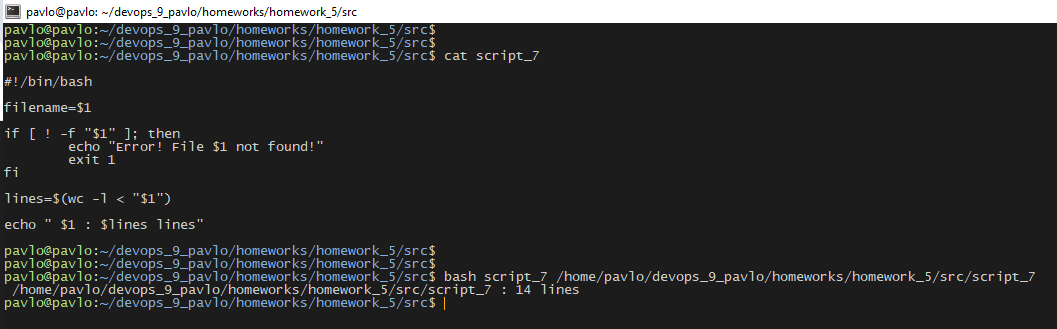 pavlo@pavlo: ~/devops_9_pavlo/homeworks/homework_5/src
pavlo@pavlo:~/devops_9_pavlo/homeworks/homework_5/src$
pavlo@pavlo:~/devops_9_pavlo/homeworks/homework_5/src$
pavlo@pavlo:~/devops_9_pavlo/homeworks/homework_5/src$ cat script_7

#!/bin/bash

filename=$1

if [ ! -f "$1" ]; then
        echo "Error! File $1 not found!"
        exit 1
fi

lines=$(wc -l < "$1")

echo " $1 : $lines lines"

pavlo@pavlo:~/devops_9_pavlo/homeworks/homework_5/src$
pavlo@pavlo:~/devops_9_pavlo/homeworks/homework_5/src$
pavlo@pavlo:~/devops_9_pavlo/homeworks/homework_5/src$ bash script_7 /home/pavlo/devops_9_pavlo/homeworks/homework_5/src/script_7
 /home/pavlo/devops_9_pavlo/homeworks/homework_5/src/script_7 : 14 lines
pavlo@pavlo:~/devops_9_pavlo/homeworks/homework_5/src$